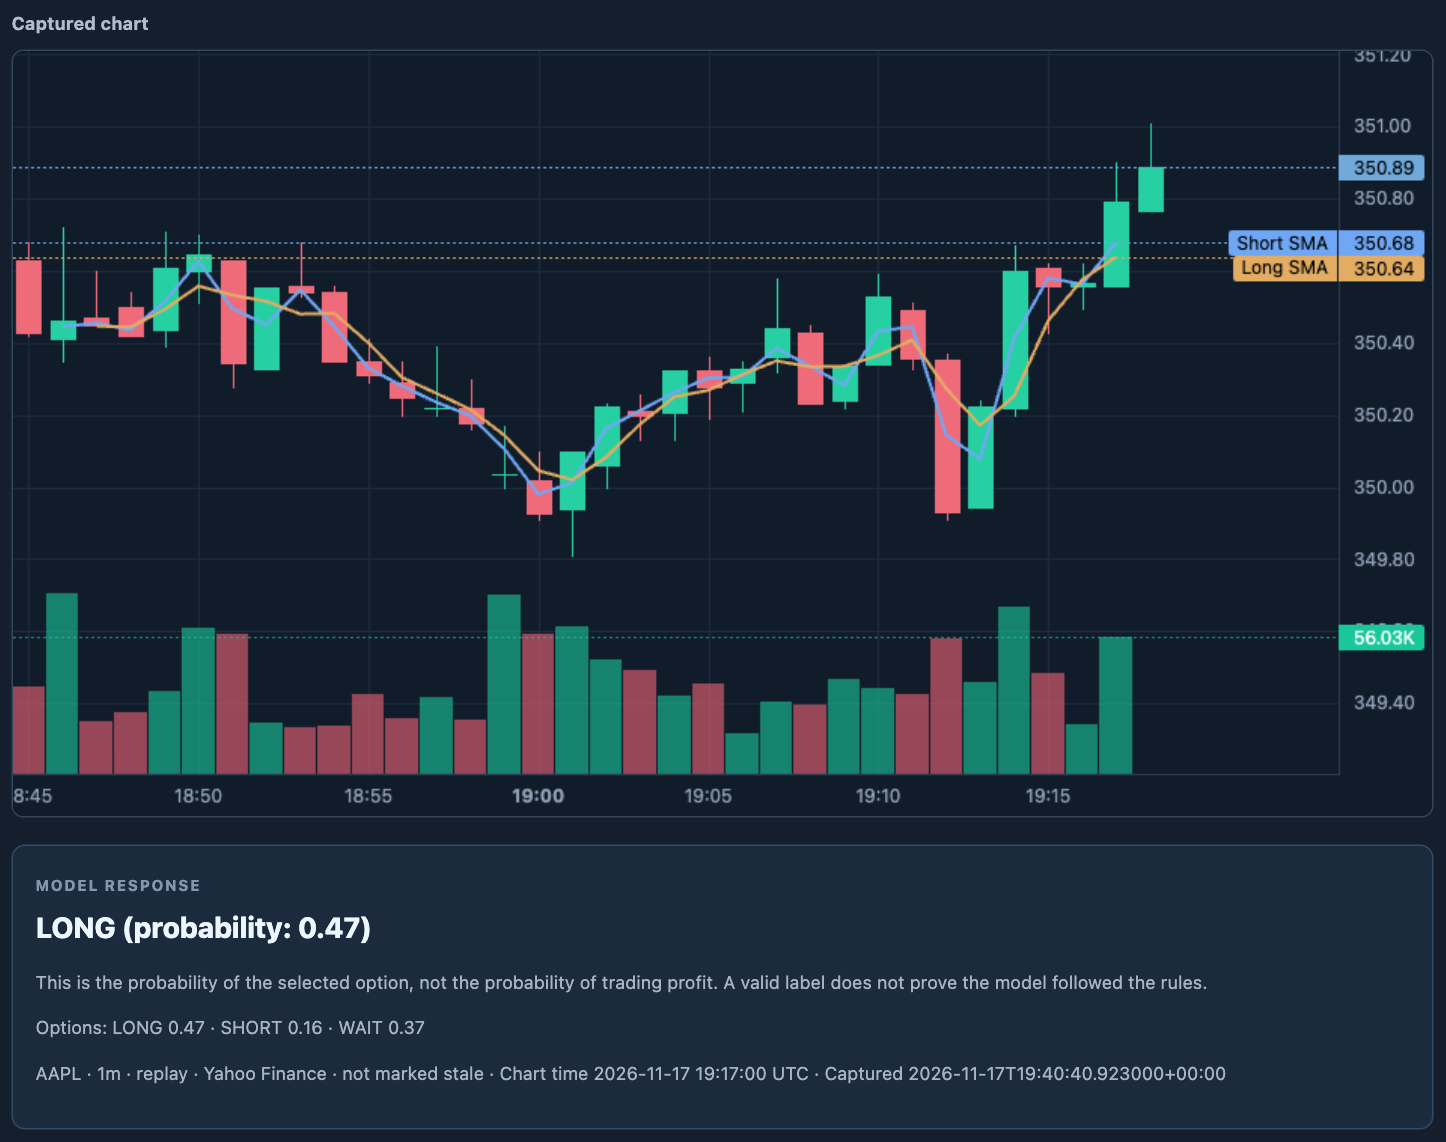 Captured chart
351.20
351.00
350.89
350.80
Short SMA 350.68
Long SMA 350.64
350.40
350.20
350.00
349.80
56.03K
349.40
8:45 18:50 18:55 19:00 19:05 19:10 19:15
MODEL RESPONSE
LONG (probability: 0.47)
This is the probability of the selected option, not the probability of trading profit. A valid label does not prove the model followed the rules.
Options: LONG 0.47 · SHORT 0.16 · WAIT 0.37
AAPL · 1m · replay · Yahoo Finance · not marked stale · Chart time 2026-11-17 19:17:00 UTC · Captured 2026-11-17T19:40:40.923000+00:00